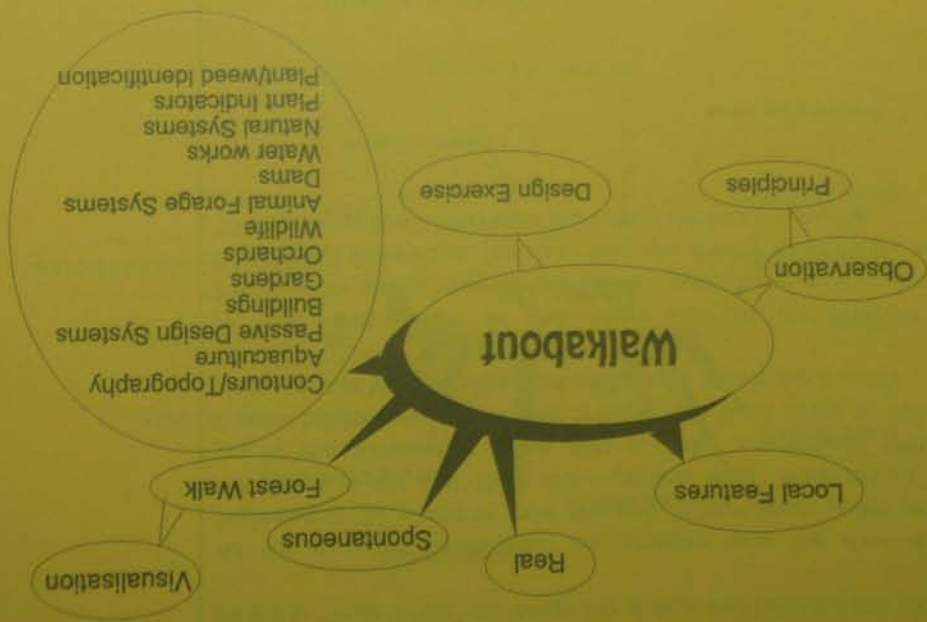 Visualisation
Real
Spontaneous
Local Features
Forest Walk
Walkabout
Contours/Topography
Aquaculture
Passive Design Systems
Buildings
Gardens
Orchards
Wildlife
Animal Forage Systems
Dams
Water works
Natural Systems
Plant Indicators
Plant/weed Identification
Observation
Principles
Design Exercise